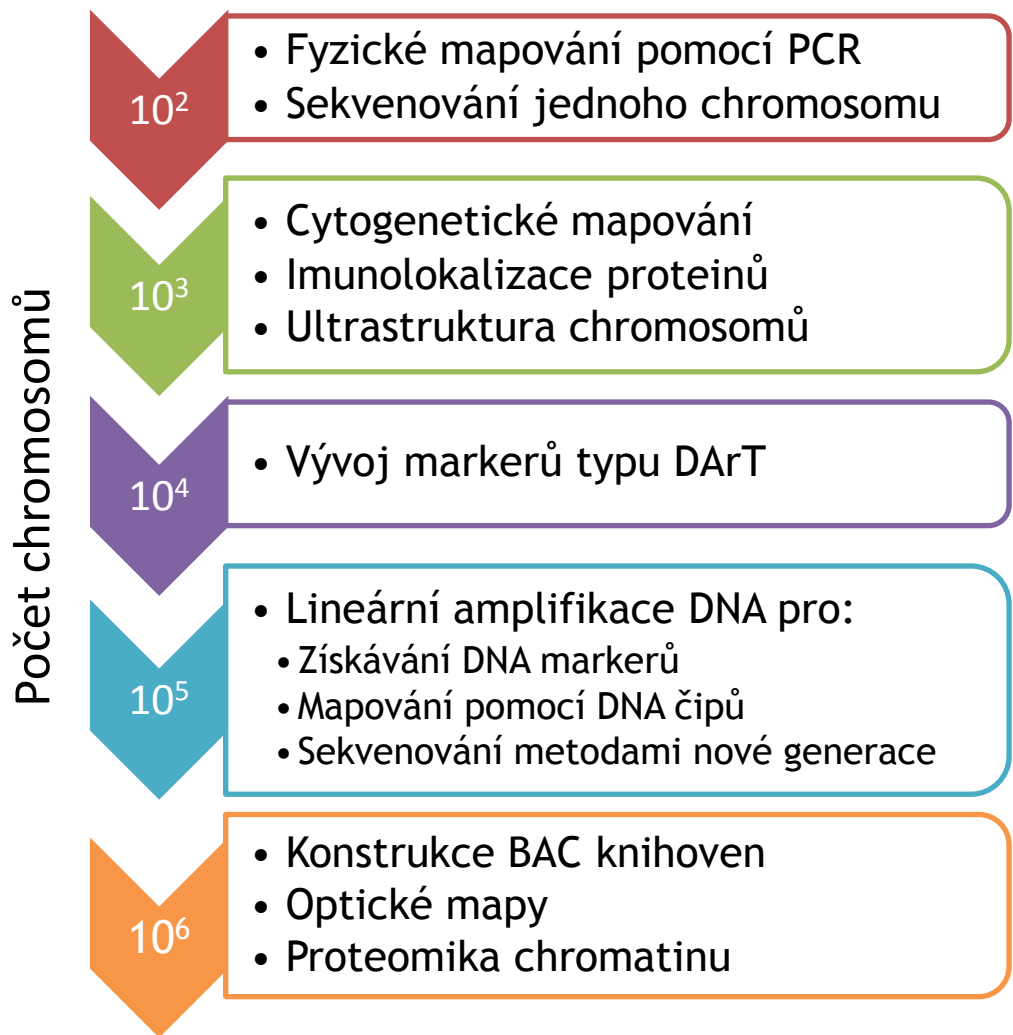 Počet chromosomů
10²
• Fyzické mapování pomocí PCR
• Sekvenování jednoho chromosomu
10³
• Cytogenetické mapování
• Imunolokalizace proteinů
• Ultrastruktura chromosomů
10⁴
• Vývoj markerů typu DArT
10⁵
• Lineární amplifikace DNA pro:
• Získávání DNA markerů
• Mapování pomocí DNA čipů
• Sekvenování metodami nové generace
10⁶
• Konstrukce BAC knihoven
• Optické mapy
• Proteomika chromatinu